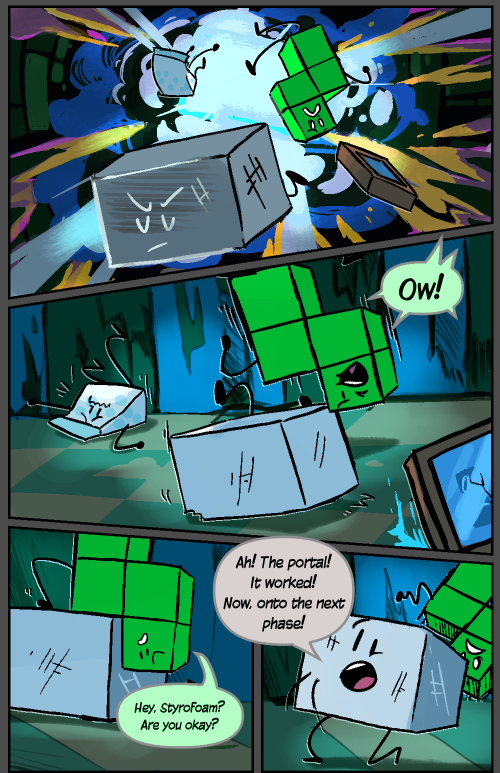 Ow!
Hey, StyroFoam?
Are you okay?
Ah! The portal!
It worked!
Now, onto the next
phase!